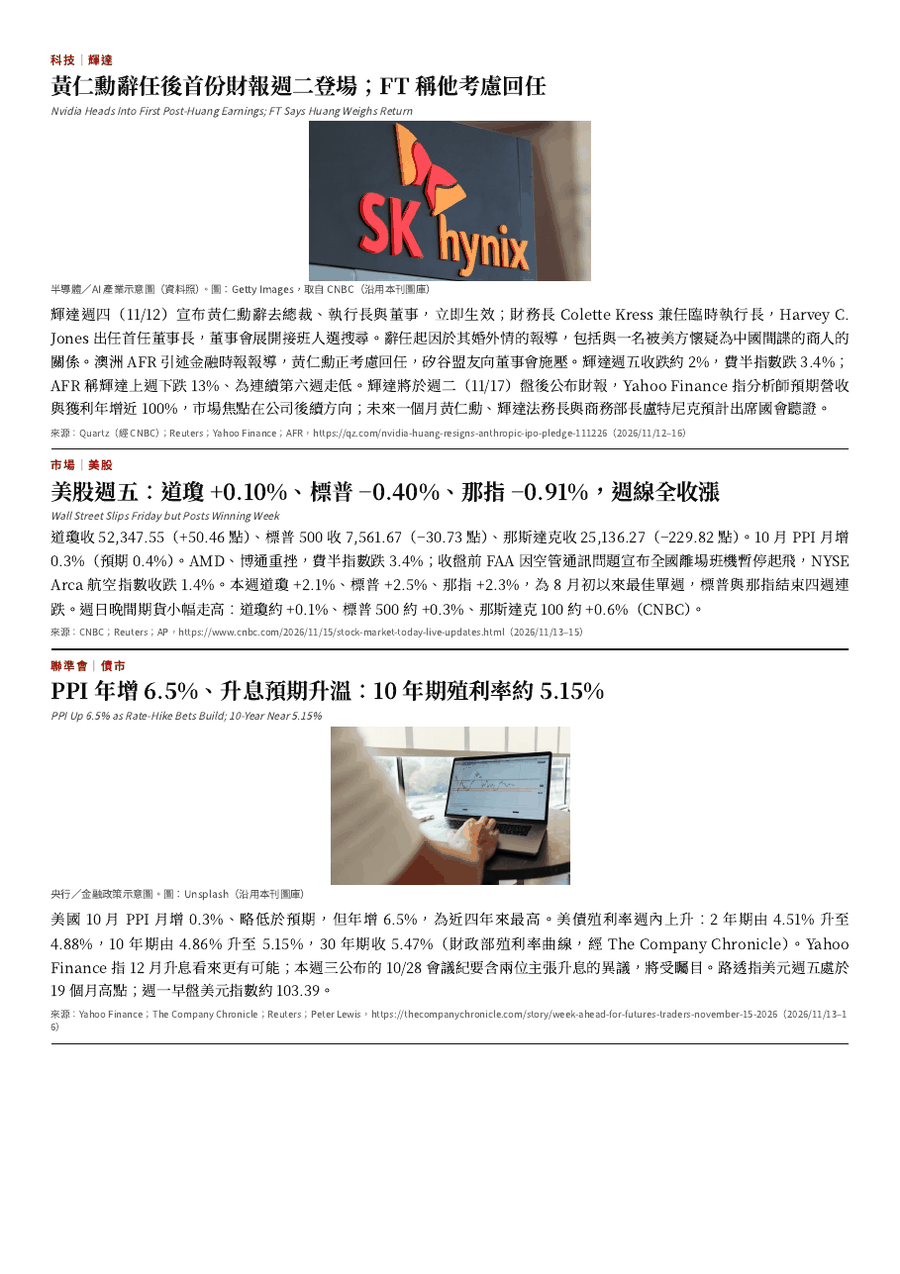 科技｜輝達
黃仁勳辭任後首份財報週二登場；FT 稱他考慮回任
Nvidia Heads Into First Post-Huang Earnings; FT Says Huang Weighs Return
SK hynix
半導體／AI 產業示意圖（資料照）。圖：Getty Images，取自 CNBC（沿用本刊圖庫）
輝達週四（11/12）宣布黃仁勳辭去總裁、執行長與董事，立即生效；財務長 Colette Kress 兼任臨時執行長，Harvey C.
Jones 出任首任董事長，董事會展開接班人選搜尋。辭任起因於其婚外情的報導，包括與一名被美方懷疑為中國間諜的商人的
關係。澳洲 AFR 引述金融時報報導，黃仁勳正考慮回任，矽谷盟友向董事會施壓。輝達週五收跌約 2%，費半指數跌 3.4%；
AFR 稱輝達上週下跌 13%、為連續第六週走低。輝達將於週二（11/17）盤後公布財報，Yahoo Finance 指分析師預期營收
與獲利年增近 100%，市場焦點在公司後續方向；未來一個月黃仁勳、輝達法務長與商務部長盧特尼克預計出席國會聽證。
來源：Quartz（經 CNBC）；Reuters；Yahoo Finance；AFR，https://qz.com/nvidia-huang-resigns-anthropic-ipo-pledge-111226（2026/11/12–16）
市場｜美股
美股週五：道瓊 +0.10%、標普 −0.40%、那指 −0.91%，週線全收漲
Wall Street Slips Friday but Posts Winning Week
道瓊收 52,347.55（+50.46 點）、標普 500 收 7,561.67（−30.73 點）、那斯達克收 25,136.27（−229.82 點）。10 月 PPI 月增
0.3%（預期 0.4%）。AMD、博通重挫，費半指數跌 3.4%；收盤前 FAA 因空管通訊問題宣布全國離場班機暫停起飛，NYSE
Arca 航空指數收跌 1.4%。本週道瓊 +2.1%、標普 +2.5%、那指 +2.3%，為 8 月初以來最佳單週，標普與那指結束四週連
跌。週日晚間期貨小幅走高：道瓊約 +0.1%、標普 500 約 +0.3%、那斯達克 100 約 +0.6%（CNBC）。
來源：CNBC；Reuters；AP，https://www.cnbc.com/2026/11/15/stock-market-today-live-updates.html（2026/11/13–15）
聯準會｜債市
PPI 年增 6.5%、升息預期升溫：10 年期殖利率約 5.15%
PPI Up 6.5% as Rate-Hike Bets Build; 10-Year Near 5.15%
央行／金融政策示意圖。圖：Unsplash（沿用本刊圖庫）
美國 10 月 PPI 月增 0.3%、略低於預期，但年增 6.5%，為近四年來最高。美債殖利率週內上升：2 年期由 4.51% 升至
4.88%，10 年期由 4.86% 升至 5.15%，30 年期收 5.47%（財政部殖利率曲線，經 The Company Chronicle）。Yahoo
Finance 指 12 月升息看來更有可能；本週三公布的 10/28 會議紀要含兩位主張升息的異議，將受矚目。路透指美元週五處於
19 個月高點；週一早盤美元指數約 103.39。
來源：Yahoo Finance；The Company Chronicle；Reuters；Peter Lewis，https://thecompanychronicle.com/story/week-ahead-for-futures-traders-november-15-2026（2026/11/13–1
6）